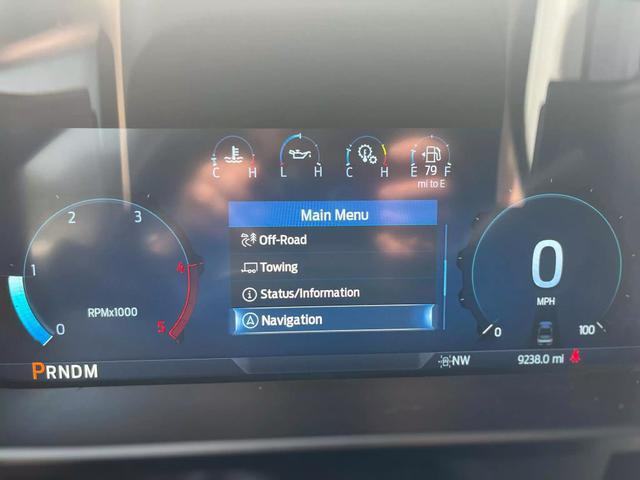 C H L H C H E F
79
mi to E
Main Menu
Off-Road
Towing
Status/Information
Navigation
2 3
1 4
0 5
RPMx1000
0
MPH
0 100
PRNDM
NW
9238.0 mi